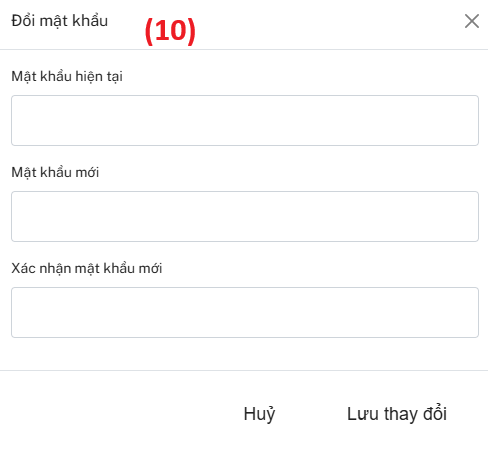 Đổi mật khẩu (10)
Mật khẩu hiện tại
Mật khẩu mới
Xác nhận mật khẩu mới
Huỷ Lưu thay đổi